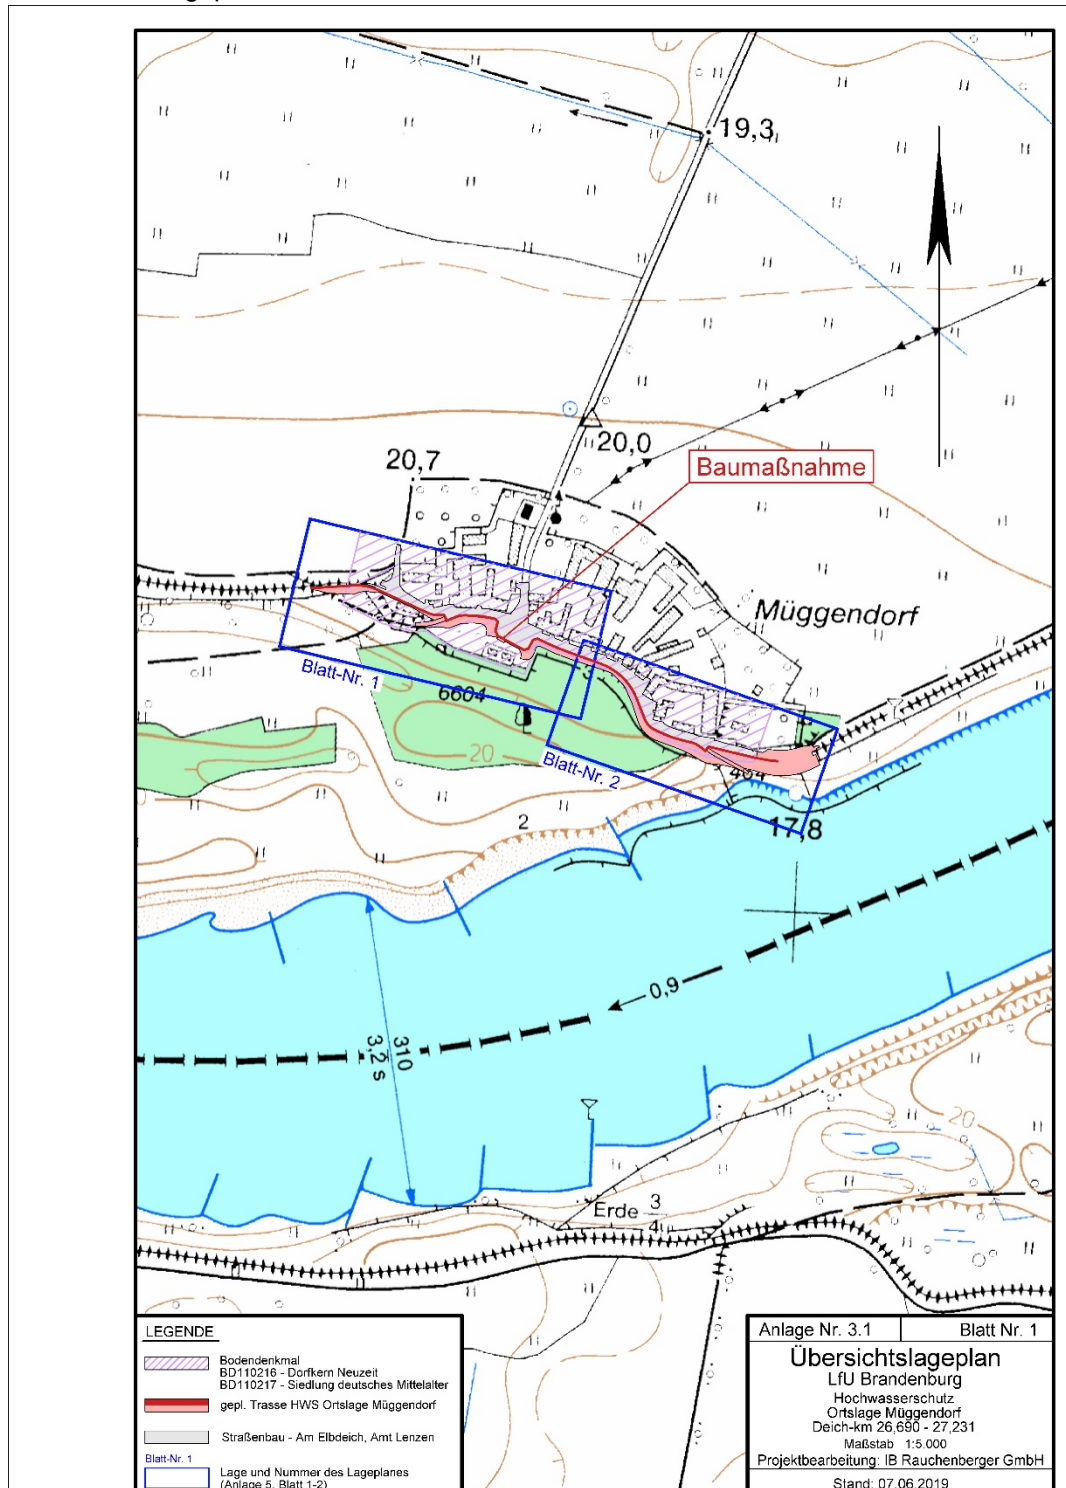 19,3
20,0
20,7
Baumaßnahme
Müggendorf
Blatt-Nr. 1
6604
20
Blatt-Nr. 2
404
17,8
2
0,9
310
3,2 s
20
Erde 3
4
LEGENDE
Bodendenkmal
BD110216 - Dorfkern Neuzeit
BD110217 - Siedlung deutsches Mittelalter
gepl. Trasse HWS Ortslage Müggendorf
Straßenbau - Am Elbdeich, Amt Lenzen
Blatt-Nr. 1
Lage und Nummer des Lageplanes
(Anlage 5, Blatt 1-2)
Anlage Nr. 3.1 Blatt Nr. 1
Übersichtslageplan
LfU Brandenburg
Hochwasserschutz
Ortslage Müggendorf
Deich-km 26,690 - 27,231
Maßstab 1:5.000
Projektbearbeitung: IB Rauchenberger GmbH
Stand: 07.06.2019